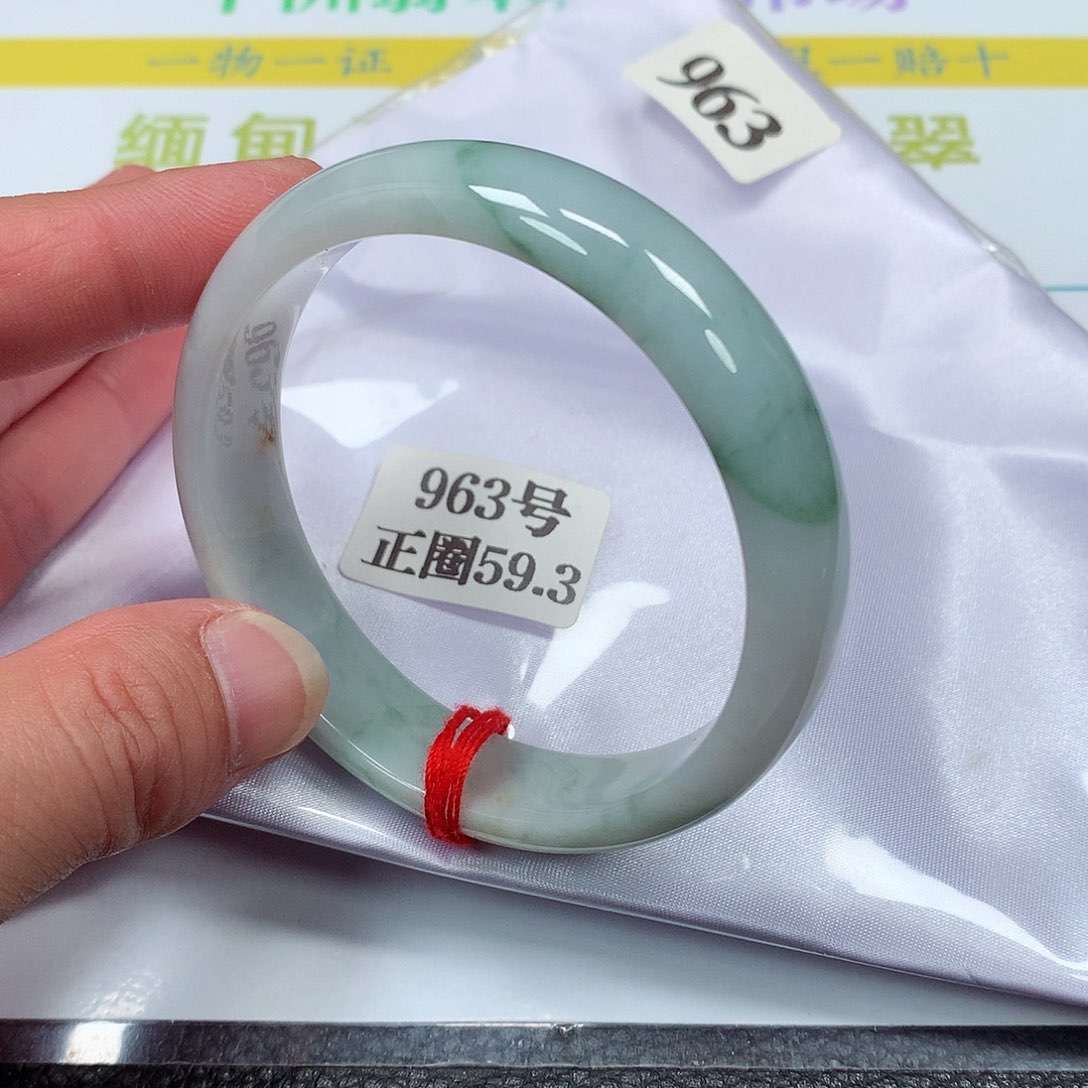 一物一证
一赔十
缅甸
翠
963
963号
正圈59.3